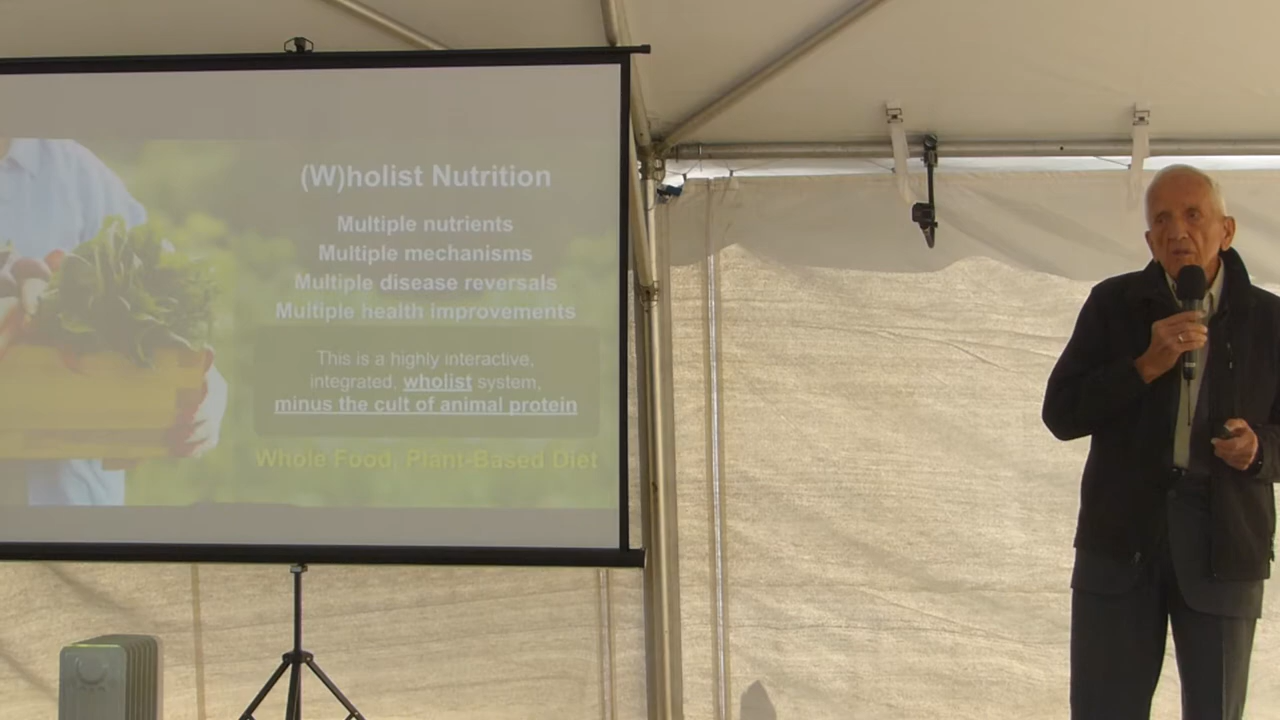 (W)holist Nutrition
Multiple nutrients
Multiple mechanisms
Multiple disease reversals
Multiple health improvements
This is a highly interactive,
integrated, wholist system,
minus the cult of animal protein
Whole Food, Plant-Based Diet